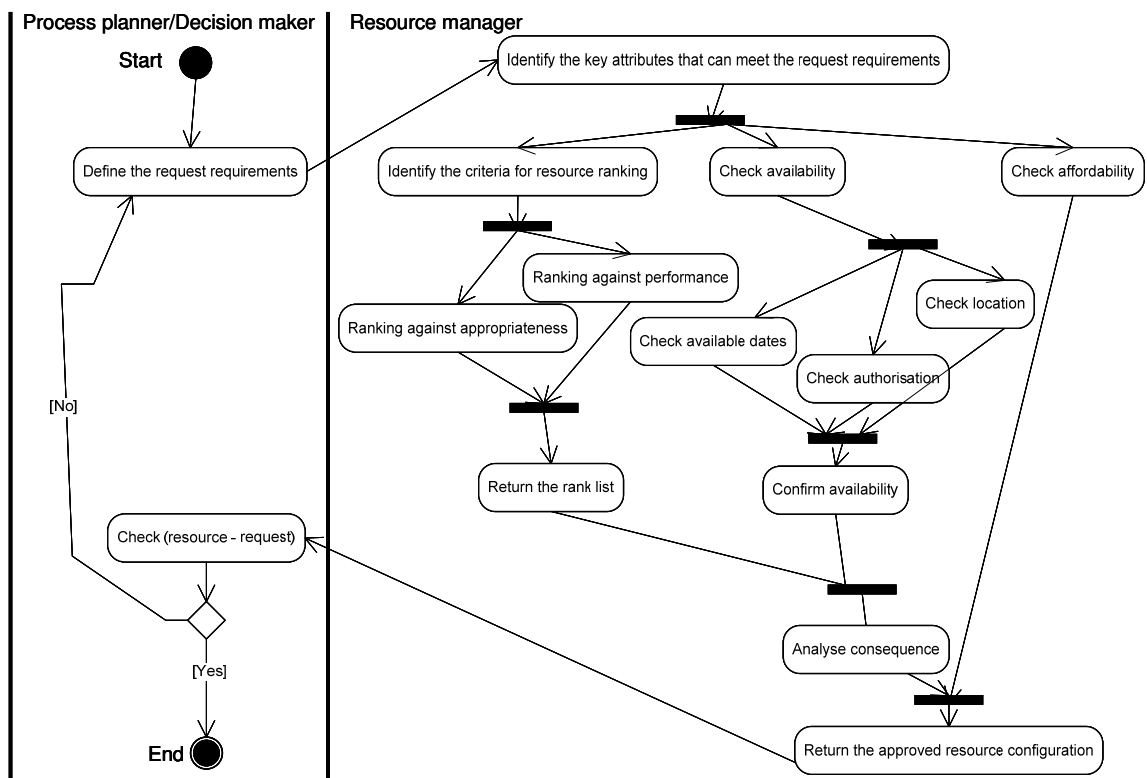 Process planner/Decision maker
Resource manager
Start
Identify the key attributes that can meet the request requirements
Define the request requirements
Identify the criteria for resource ranking
Check availability
Check affordability
Ranking against performance
Check location
Ranking against appropriateness
Check available dates
Check authorisation
[No]
Return the rank list
Confirm availability
Check (resource - request)
Analyse consequence
[Yes]
End
Return the approved resource configuration